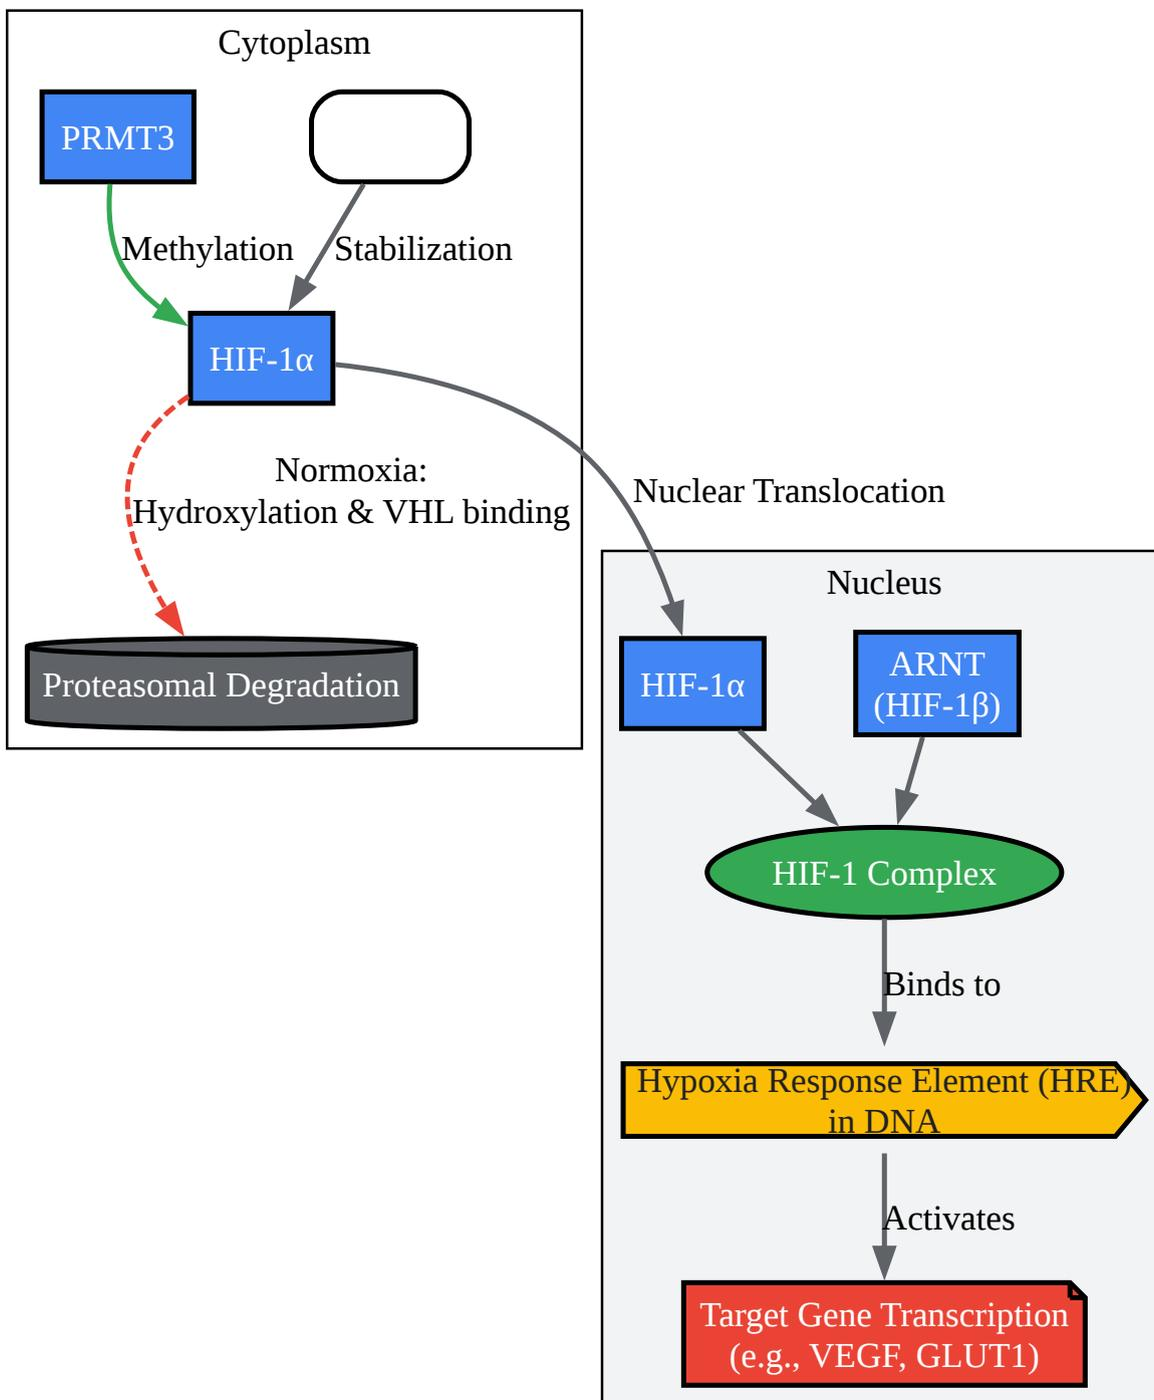 Cytoplasm
PRMT3
Methylation
Stabilization
HIF-1α
Normoxia:
Hydroxylation & VHL binding
Nuclear Translocation
Proteasomal Degradation
Nucleus
HIF-1α
ARNT
(HIF-1β)
HIF-1 Complex
Binds to
Hypoxia Response Element (HRE)
in DNA
Activates
Target Gene Transcription
(e.g., VEGF, GLUT1)